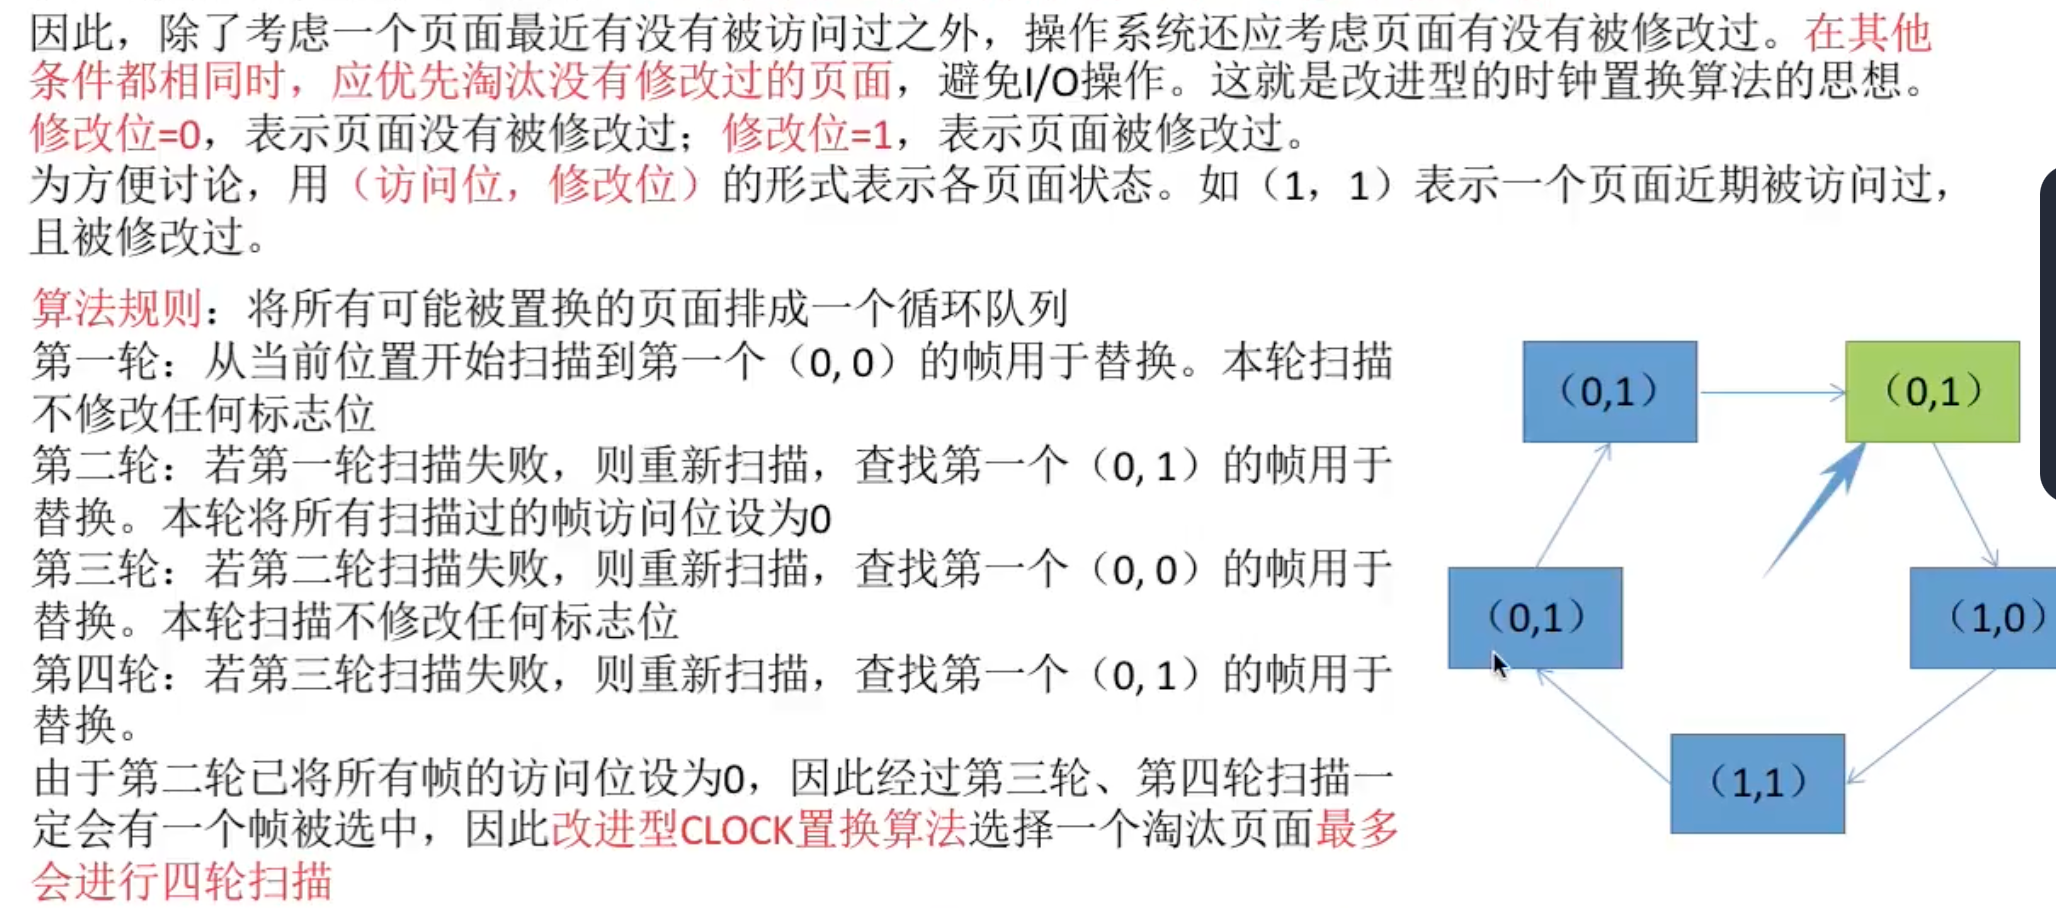 因此，除了考虑一个页面最近有没有被访问过之外，操作系统还应考虑页面有没有被修改过。在其他
条件都相同时，应优先淘汰没有修改过的页面，避免I/O操作。这就是改进型的时钟置换算法的思想。
修改位=0，表示页面没有被修改过；修改位=1，表示页面被修改过。
为方便讨论，用（访问位，修改位）的形式表示各页面状态。如（1，1）表示一个页面近期被访问过，
且被修改过。
算法规则：将所有可能被置换的页面排成一个循环队列
第一轮：从当前位置开始扫描到第一个（0, 0）的帧用于替换。本轮扫描
不修改任何标志位
第二轮：若第一轮扫描失败，则重新扫描，查找第一个（0, 1）的帧用于
替换。本轮将所有扫描过的帧访问位设为0
第三轮：若第二轮扫描失败，则重新扫描，查找第一个（0, 0）的帧用于
替换。本轮扫描不修改任何标志位
第四轮：若第三轮扫描失败，则重新扫描，查找第一个（0, 1）的帧用于
替换。
由于第二轮已将所有帧的访问位设为0，因此经过第三轮、第四轮扫描一
定会有一个帧被选中，因此改进型CLOCK置换算法选择一个淘汰页面最多
会进行四轮扫描
（0,1）
（0,1）
（0,1）
（1,0）
（1,1）